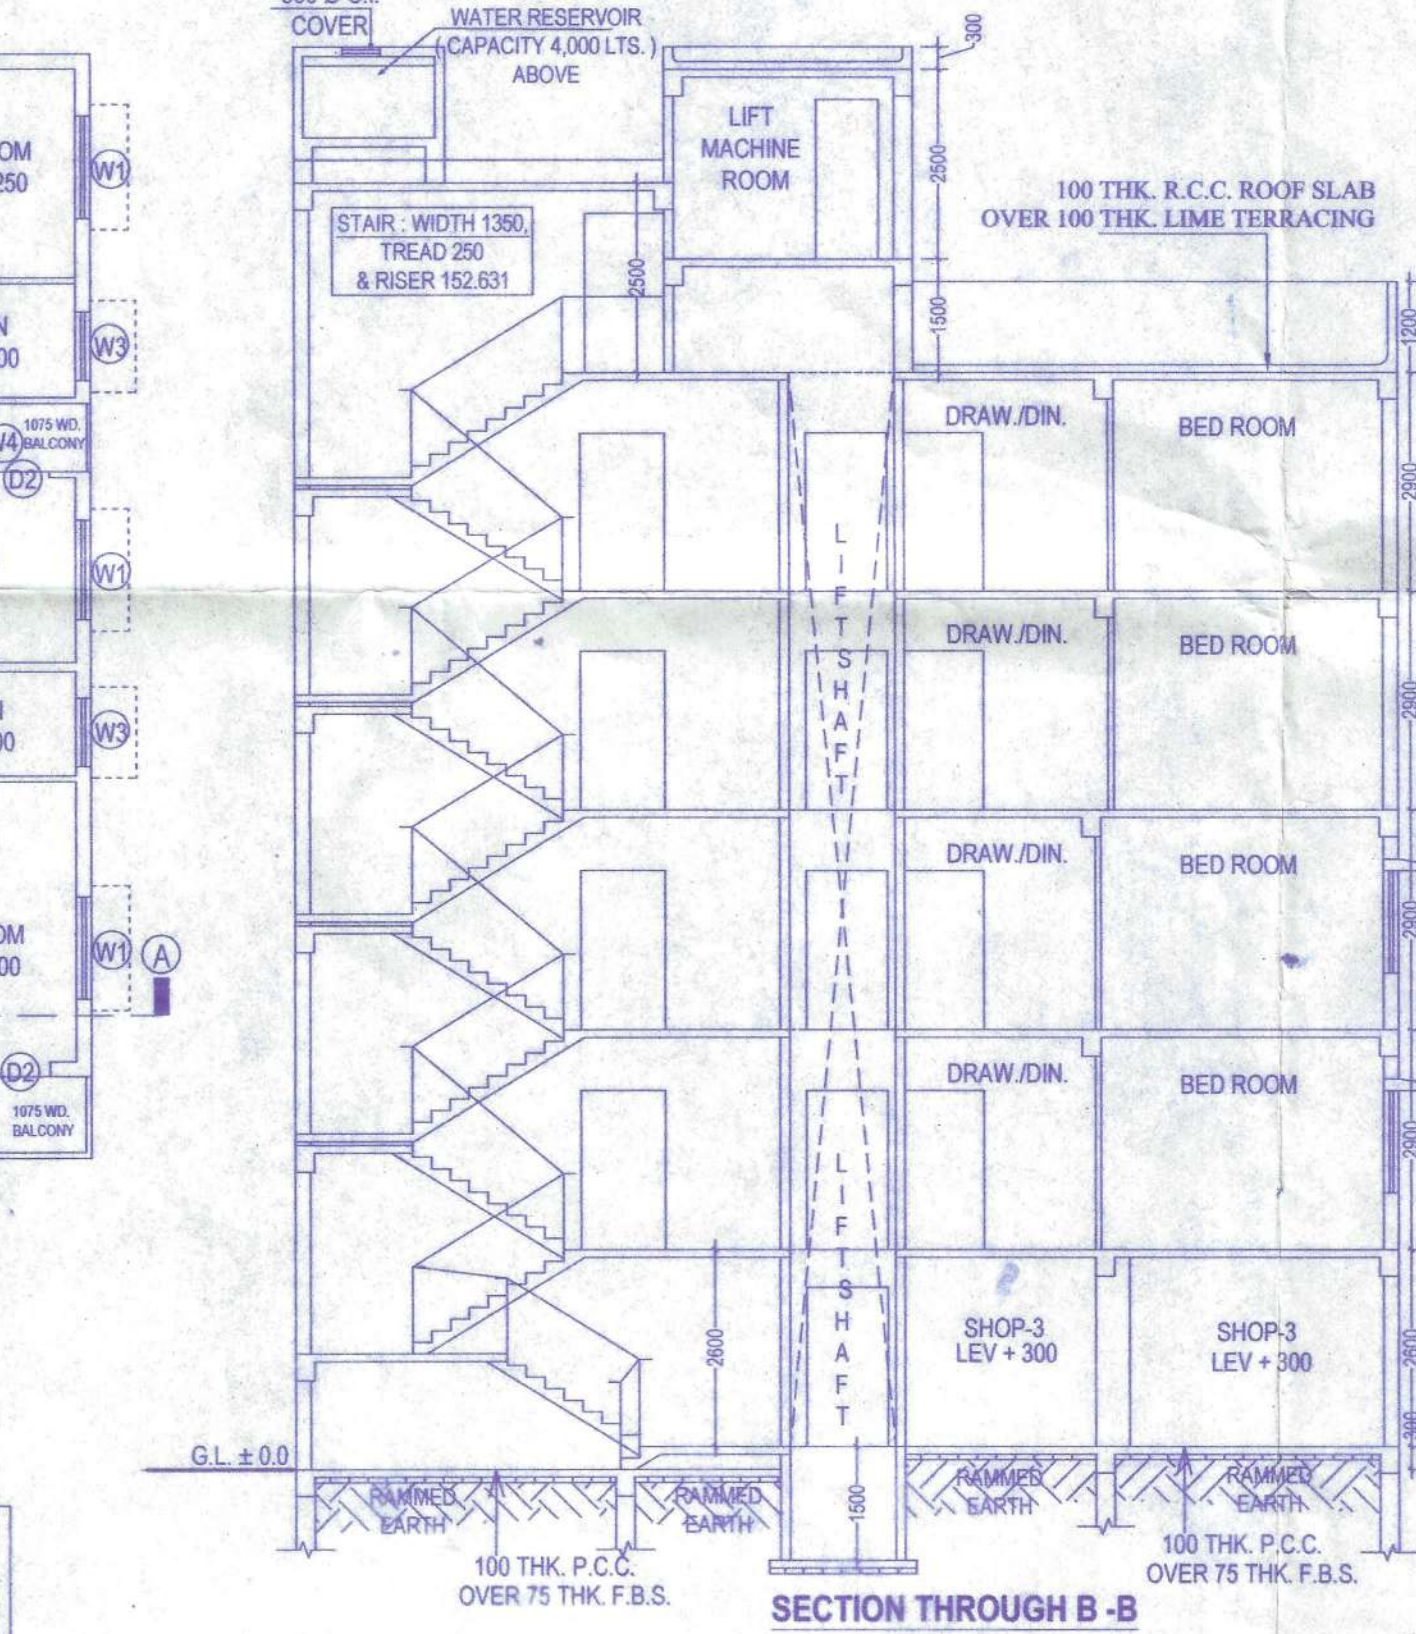 COVER
WATER RESERVOIR
( CAPACITY 4,000 LTS. )
ABOVE
300
LIFT
MACHINE
ROOM
2500
100 THK. R.C.C. ROOF SLAB
OVER 100 THK. LIME TERRACING
STAIR : WIDTH 1350,
TREAD 250
& RISER 152.631
2500
1500
1200
W1
W3
1075 WD.
BALCONY
D2
W1
W3
W1
A
D2
1075 WD.
BALCONY
DRAW./DIN.
BED ROOM
2900
DRAW./DIN.
BED ROOM
2900
DRAW./DIN.
BED ROOM
2900
DRAW./DIN.
BED ROOM
2900
LIFT SHAFT
LIFT SHAFT
2600
SHOP-3
LEV + 300
SHOP-3
LEV + 300
2600
300
G.L. ± 0.0
RAMMED
EARTH
RAMMED
EARTH
1500
RAMMED
EARTH
RAMMED
EARTH
100 THK. P.C.C.
OVER 75 THK. F.B.S.
100 THK. P.C.C.
OVER 75 THK. F.B.S.
SECTION THROUGH B -B